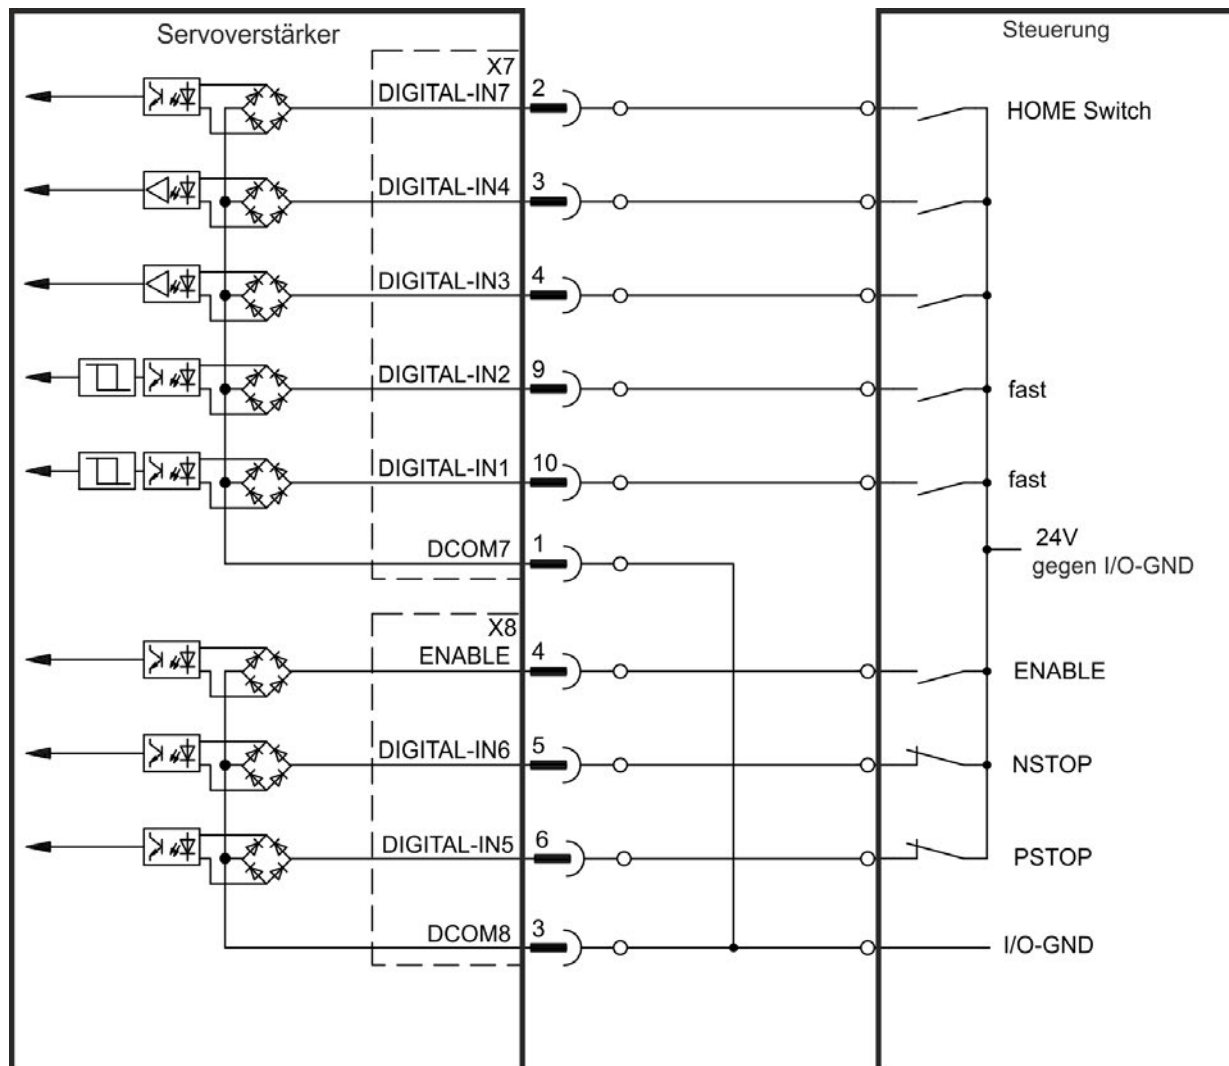 Servoverstärker
Steuerung
X7
DIGITAL-IN7 2 HOME Switch
DIGITAL-IN4 3
DIGITAL-IN3 4
DIGITAL-IN2 9 fast
DIGITAL-IN1 10 fast
DCOM7 1 24V
gegen I/O-GND
X8
ENABLE 4 ENABLE
DIGITAL-IN6 5 NSTOP
DIGITAL-IN5 6 PSTOP
DCOM8 3 I/O-GND